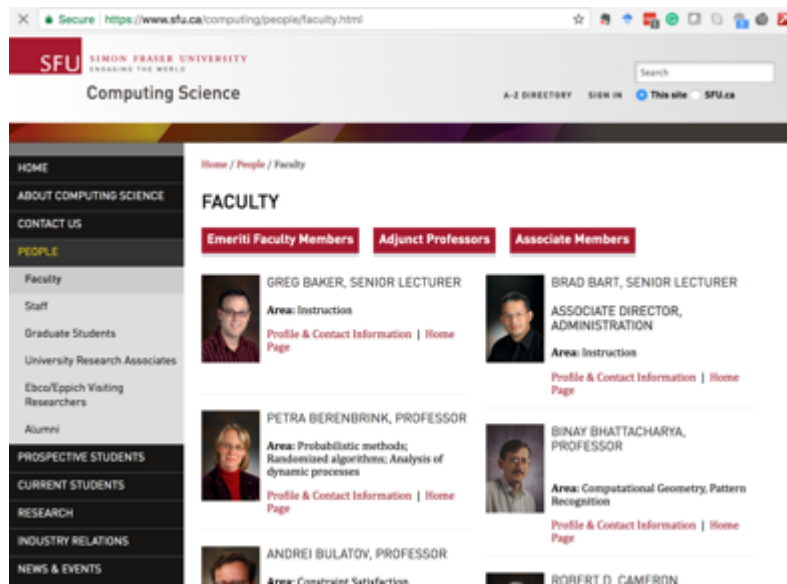 Secure | https://www.sfu.ca/computing/people/faculty.html
SFU
SIMON FRASER UNIVERSITY
ENGAGING THE WORLD
Computing Science
Search
A-Z DIRECTORY SIGN IN This site SFU.ca
HOME
ABOUT COMPUTING SCIENCE
CONTACT US
PEOPLE
Faculty
Staff
Graduate Students
University Research Associates
Ebco/Eppich Visiting
Researchers
Alumni
PROSPECTIVE STUDENTS
CURRENT STUDENTS
RESEARCH
INDUSTRY RELATIONS
NEWS & EVENTS
Home / People / Faculty
FACULTY
Emeriti Faculty Members
Adjunct Professors
Associate Members
GREG BAKER, SENIOR LECTURER
Area: Instruction
Profile & Contact Information | Home
Page
BRAD BART, SENIOR LECTURER
ASSOCIATE DIRECTOR,
ADMINISTRATION
Area: Instruction
Profile & Contact Information | Home
Page
PETRA BERENBRINK, PROFESSOR
Area: Probabilistic methods;
Randomized algorithms; Analysis of
dynamic processes
Profile & Contact Information | Home
Page
BINAY BHATTACHARYA,
PROFESSOR
Area: Computational Geometry, Pattern
Recognition
Profile & Contact Information | Home
Page
ANDREI BULATOV, PROFESSOR
Area: Constraint Satisfaction
ROBERT D. CAMERON